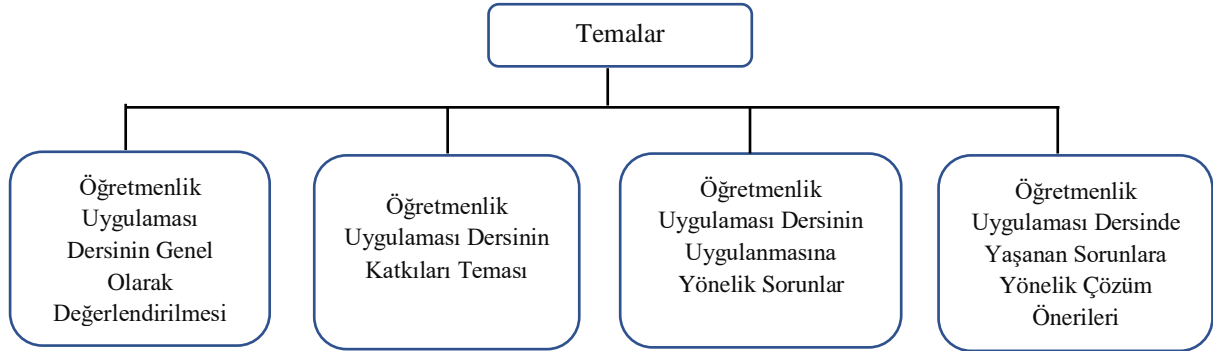 Temalar
Öğretmenlik
Uygulaması
Dersinin Genel
Olarak
Değerlendirilmesi
Öğretmenlik
Uygulaması Dersinin
Katkıları Teması
Öğretmenlik
Uygulaması Dersinin
Uygulanmasına
Yönelik Sorunlar
Öğretmenlik
Uygulaması Dersinde
Yaşanan Sorunlara
Yönelik Çözüm
Önerileri